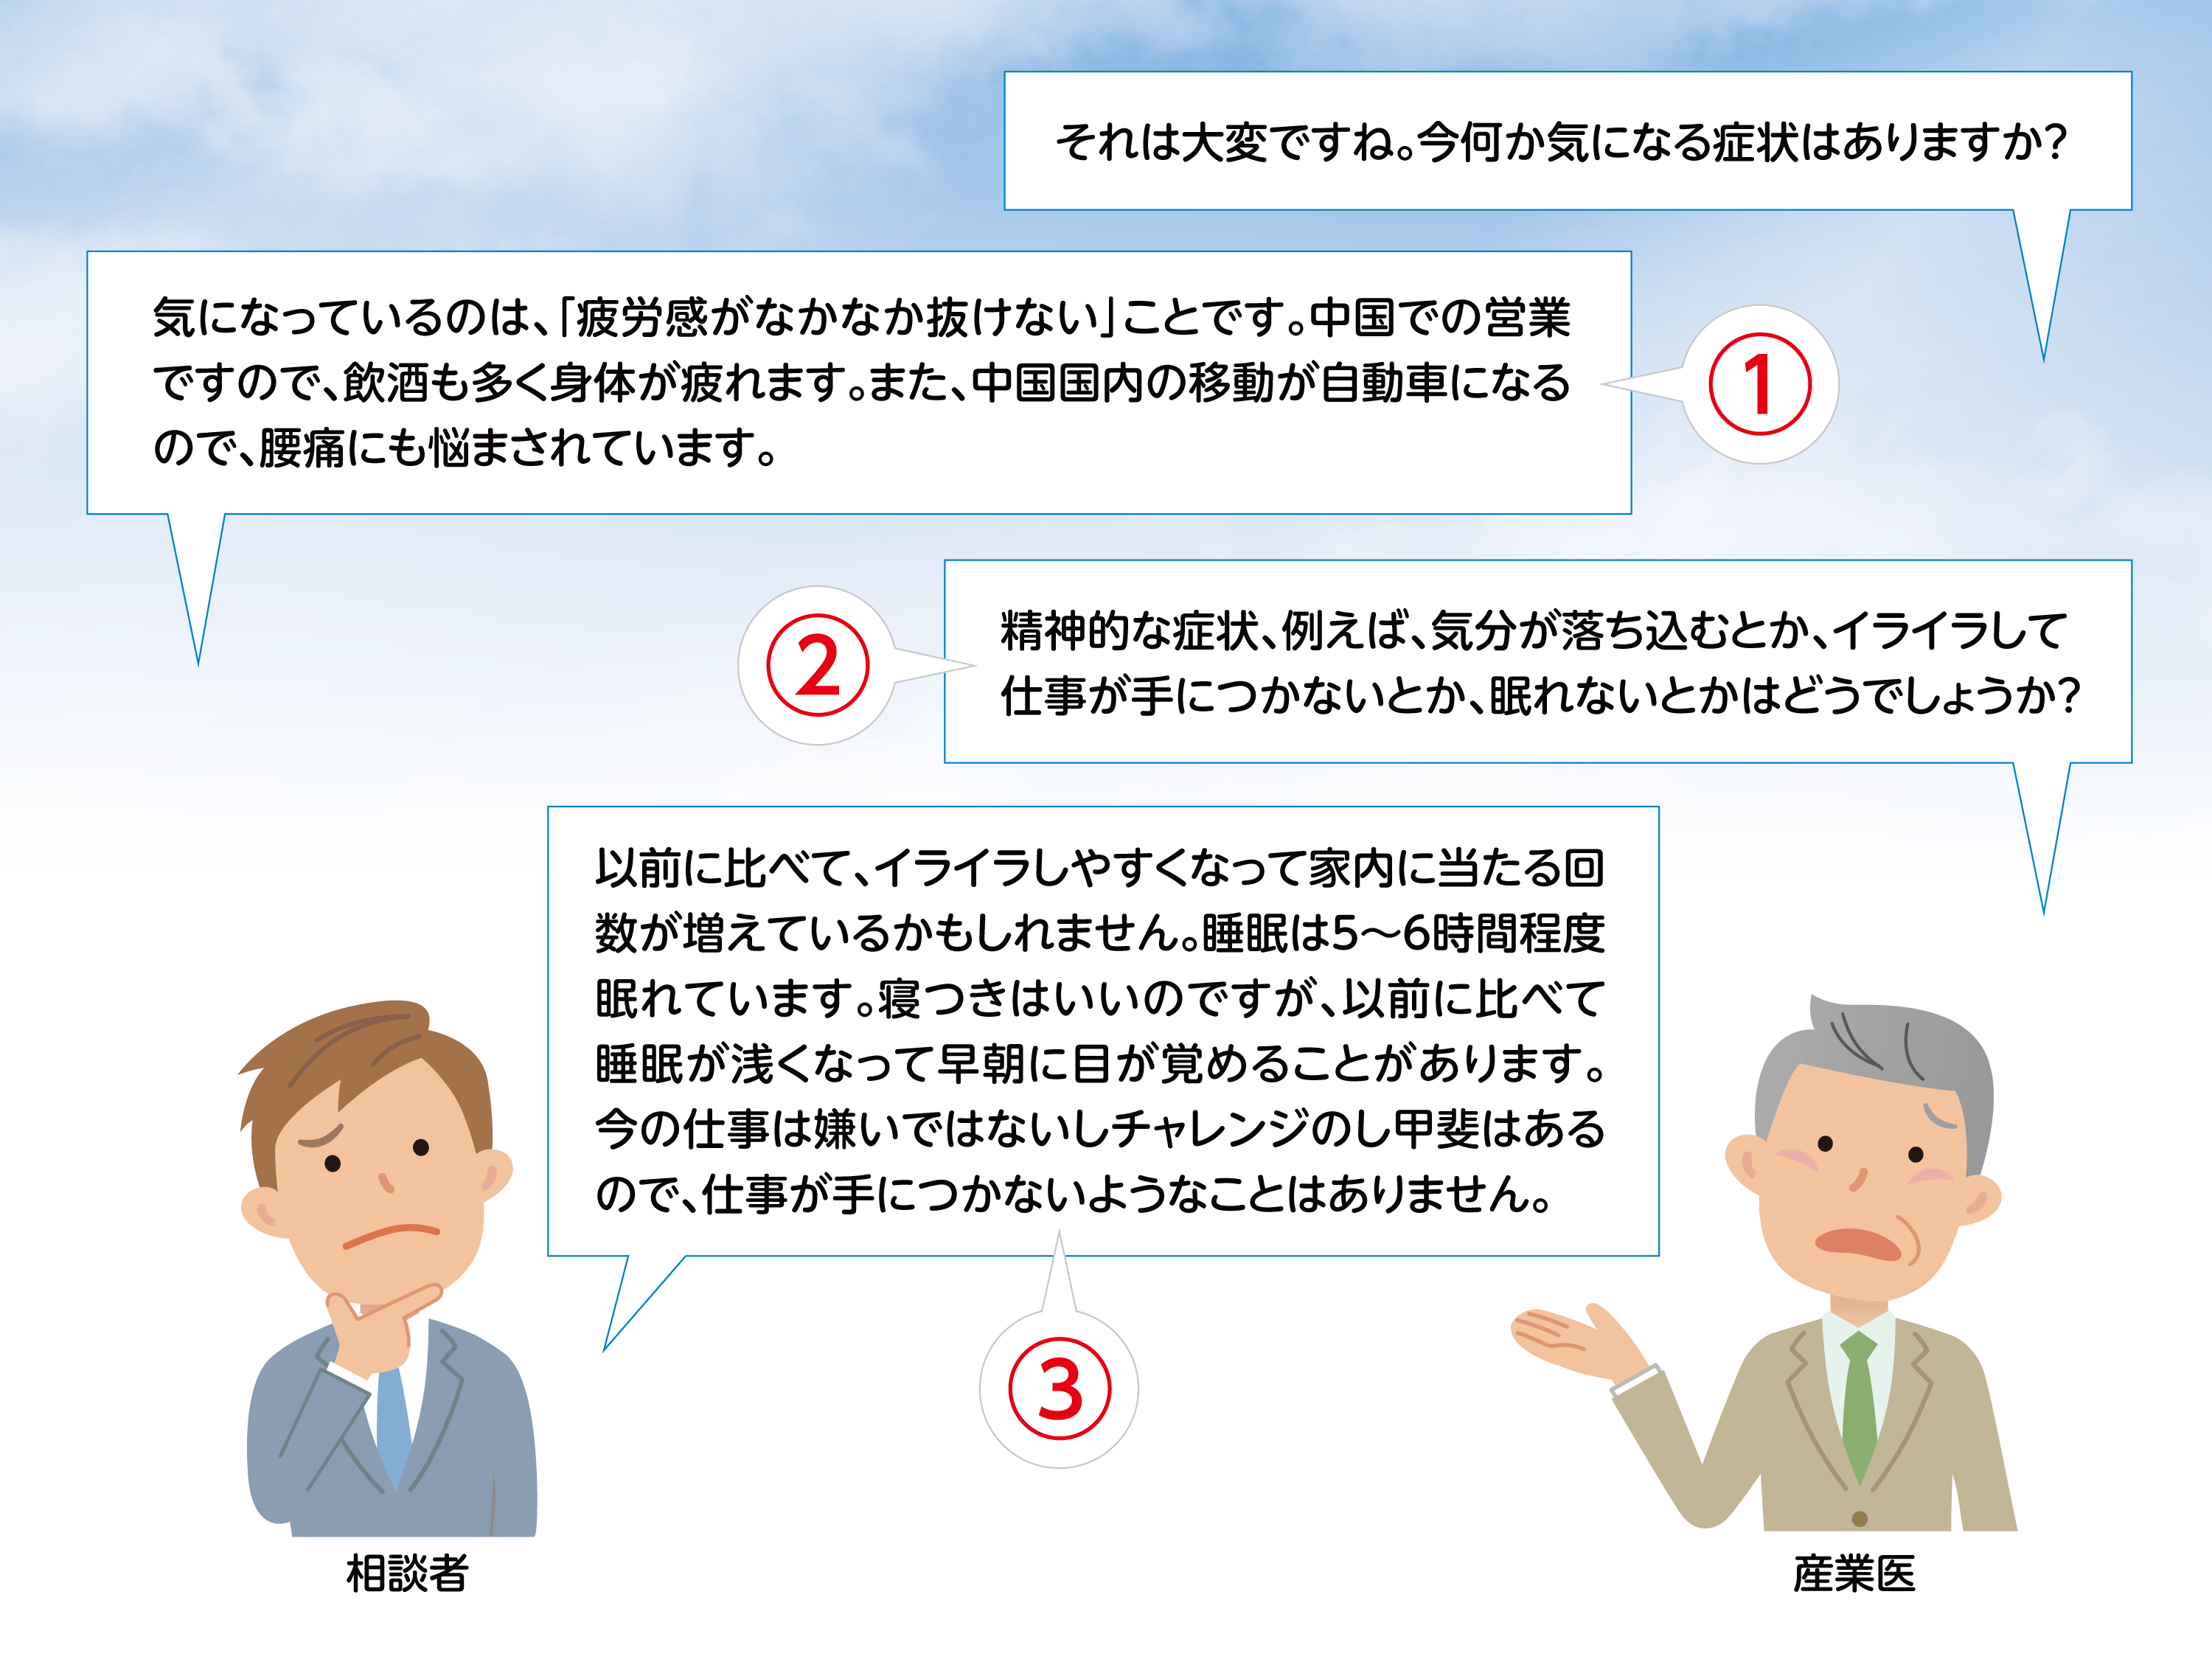 それは大変ですね。今何か気になる症状はありますか?
気になっているのは、「疲労感がなかなか抜けない」ことです。中国での営業
ですので、飲酒も多く身体が疲れます。また、中国国内の移動が自動車になる
ので、腰痛にも悩まされています。
1
精神的な症状、例えば、気分が落ち込むとか、イライラして
仕事が手につかないとか、眠れないとかはどうでしょうか?
2
以前に比べて、イライラしやすくなって家内に当たる回
数が増えているかもしれません。睡眠は5〜6時間程度
眠れています。寝つきはいいのですが、以前に比べて
睡眠が浅くなって早朝に目が覚めることがあります。
今の仕事は嫌いではないしチャレンジのし甲斐はある
ので、仕事が手につかないようなことはありません。
3
相談者
産業医